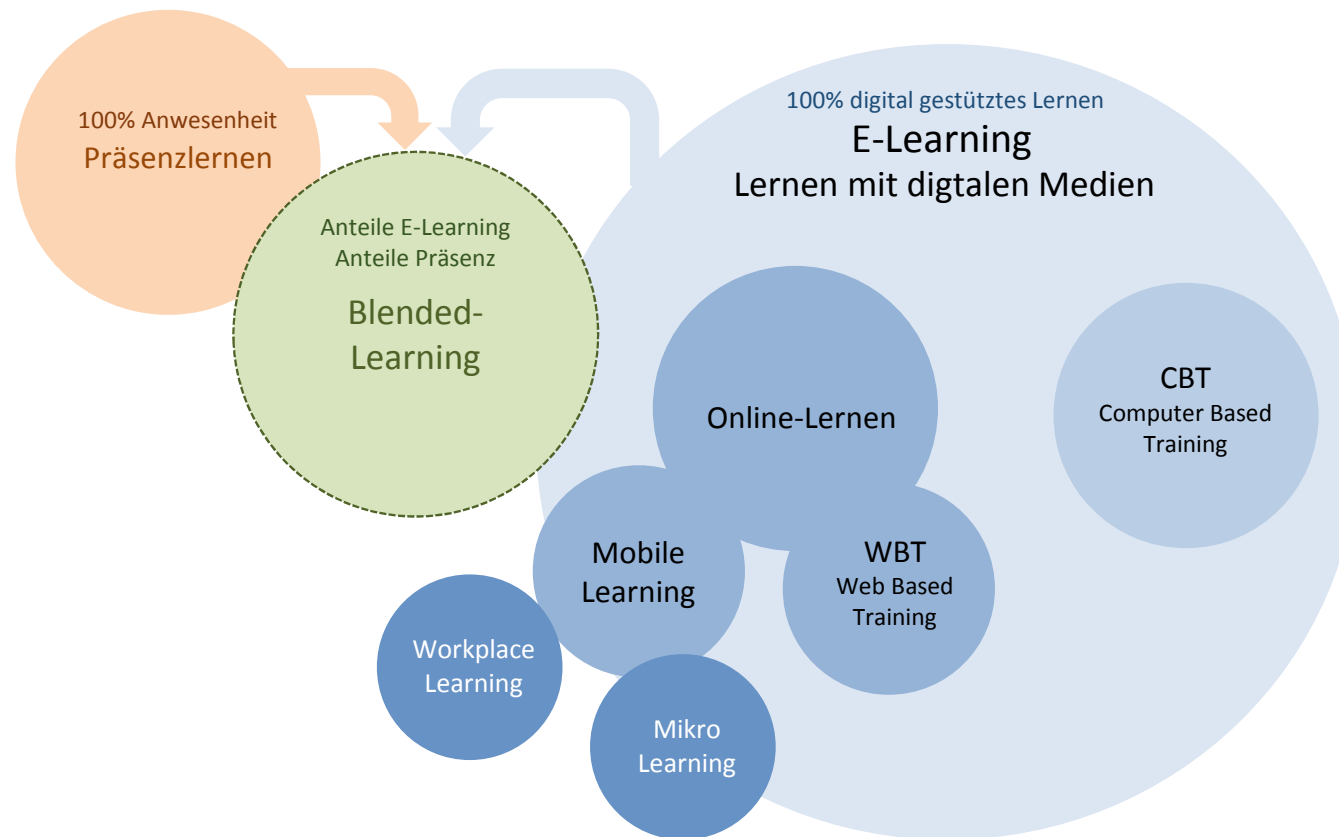 100% Anwesenheit
Präsenzlernen
Anteile E-Learning
Anteile Präsenz
Blended-
Learning
100% digital gestütztes Lernen
E-Learning
Lernen mit digtalen Medien
Online-Lernen
CBT
Computer Based
Training
Mobile
Learning
WBT
Web Based
Training
Workplace
Learning
Mikro
Learning